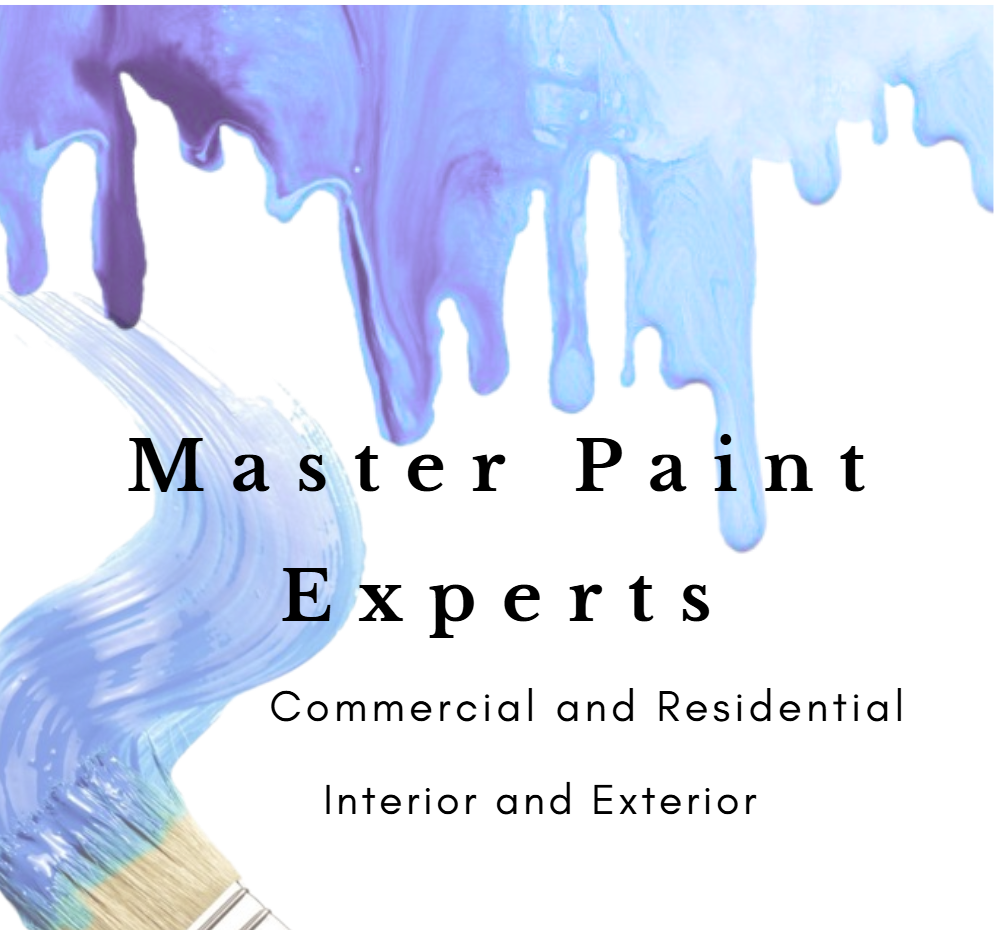 Master Paint
Experts
Commercial and Residential
Interior and Exterior